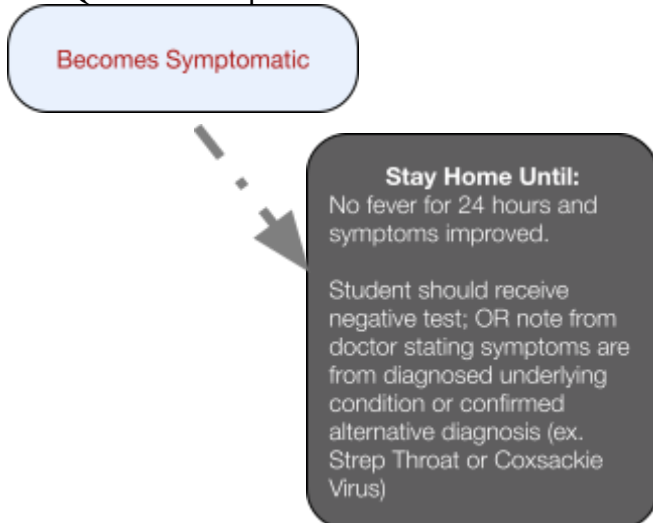 Becomes Symptomatic
Stay Home Until:
No fever for 24 hours and
symptoms improved.
Student should receive
negative test; OR note from
doctor stating symptoms are
from diagnosed underlying
condition or confirmed
alternative diagnosis (ex.
Strep Throat or Coxsackie
Virus)